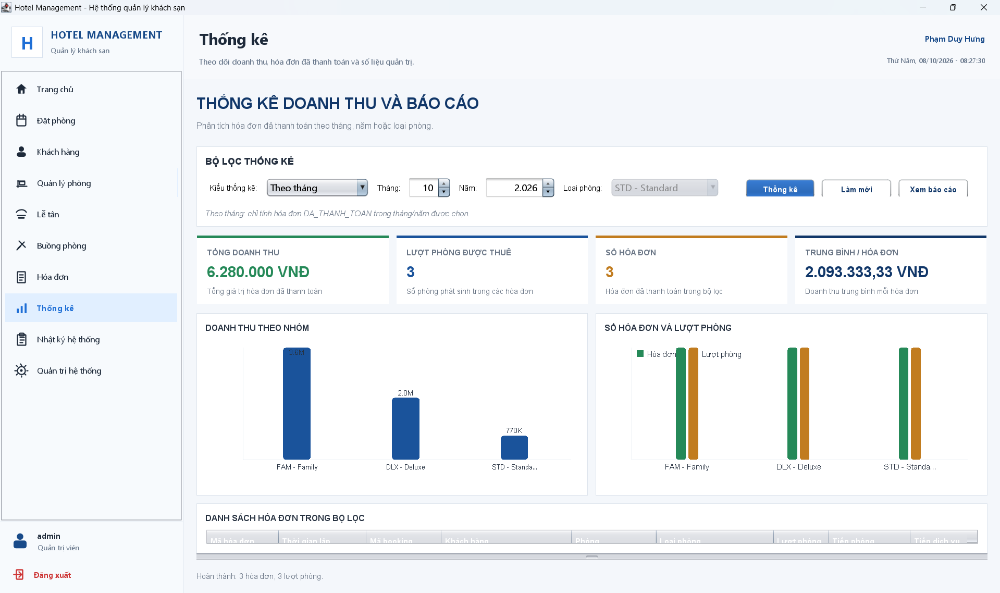 Hotel Management - Hệ thống quản lý khách sạn
H
HOTEL MANAGEMENT
Quản lý khách sạn
Trang chủ
Đặt phòng
Khách hàng
Quản lý phòng
Lễ tân
Buồng phòng
Hóa đơn
Thống kê
Nhật ký hệ thống
Quản trị hệ thống
admin
Quản trị viên
Đăng xuất
Thống kê
Theo dõi doanh thu, hóa đơn đã thanh toán và số liệu quản trị.
Phạm Duy Hưng
Thứ Năm, 08/10/2026 - 08:27:30
THỐNG KÊ DOANH THU VÀ BÁO CÁO
Phân tích hóa đơn đã thanh toán theo tháng, năm hoặc loại phòng.
BỘ LỌC THỐNG KÊ
Kiểu thống kê: Theo tháng Tháng: 10 Năm: 2.026 Loại phòng: STD - Standard Thống kê Làm mới Xem báo cáo
Theo tháng: chỉ tính hóa đơn DA_THANH_TOAN trong tháng/năm được chọn.
TỔNG DOANH THU
6.280.000 VNĐ
Tổng giá trị hóa đơn đã thanh toán
LƯỢT PHÒNG ĐƯỢC THUÊ
3
Số phòng phát sinh trong các hóa đơn
SỐ HÓA ĐƠN
3
Hóa đơn đã thanh toán trong bộ lọc
TRUNG BÌNH / HÓA ĐƠN
2.093.333,33 VNĐ
Doanh thu trung bình mỗi hóa đơn
DOANH THU THEO NHÓM
3.6M
2.0M
770K
FAM - Family DLX - Deluxe STD - Standa...
SỐ HÓA ĐƠN VÀ LƯỢT PHÒNG
Hóa đơn Lượt phòng
FAM - Family DLX - Deluxe STD - Standa...
DANH SÁCH HÓA ĐƠN TRONG BỘ LỌC
Mã hóa đơn Thời gian lập Mã booking Khách hàng Phòng Loại phòng Lượt phòng Tiền phòng Tiền dịch vụ
Hoàn thành: 3 hóa đơn, 3 lượt phòng.